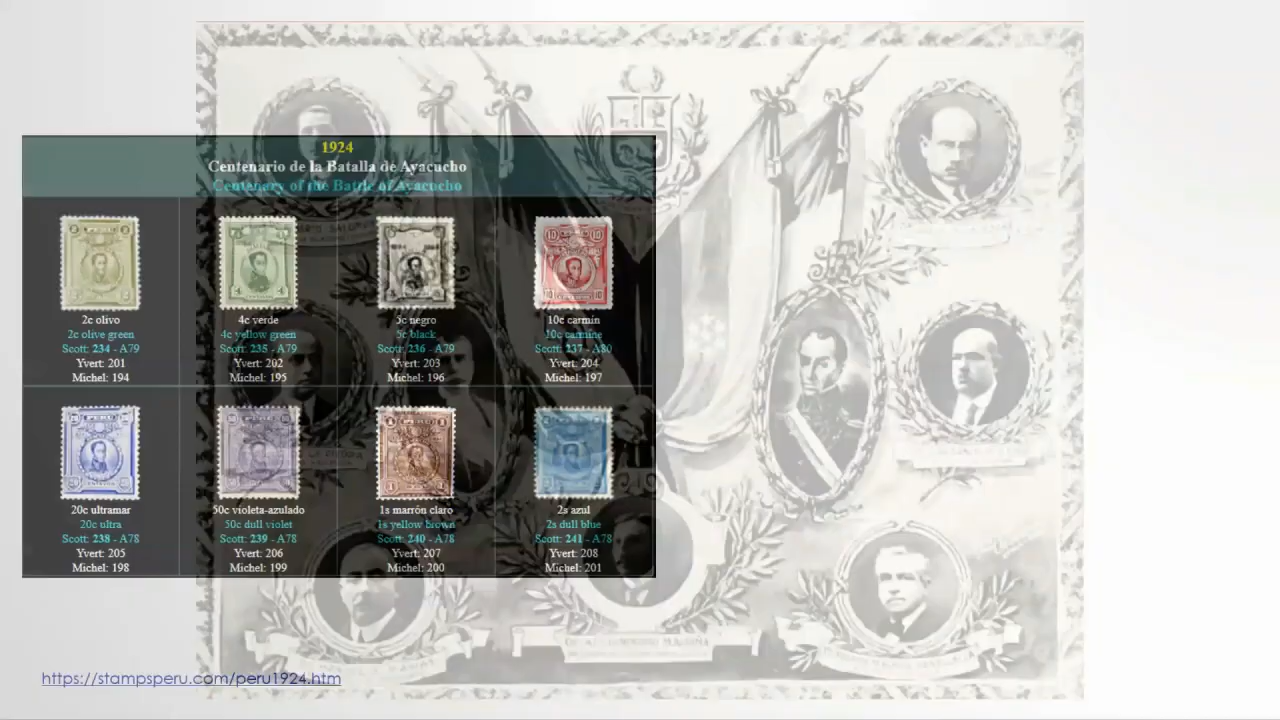 1924
Centenario de la Batalla de Ayacucho
Centenary of the Battle of Ayacucho
2c olivo
2c olive green
Scott: 234 - A79
Yvert: 201
Michel: 194
4c verde
4c yellow green
Scott: 235 - A79
Yvert: 202
Michel: 195
5c negro
5c black
Scott: 236 - A79
Yvert: 203
Michel: 196
10c carmín
10c carmine
Scott: 237 - A80
Yvert: 204
Michel: 197
20c ultramar
20c ultra
Scott: 238 - A78
Yvert: 205
Michel: 198
50c violeta-azulado
50c dull violet
Scott: 239 - A78
Yvert: 206
Michel: 199
1s marrón claro
1s yellow brown
Scott: 240 - A78
Yvert: 207
Michel: 200
2s azul
2s dull blue
Scott: 241 - A78
Yvert: 208
Michel: 201
https://stampsperu.com/peru1924.htm